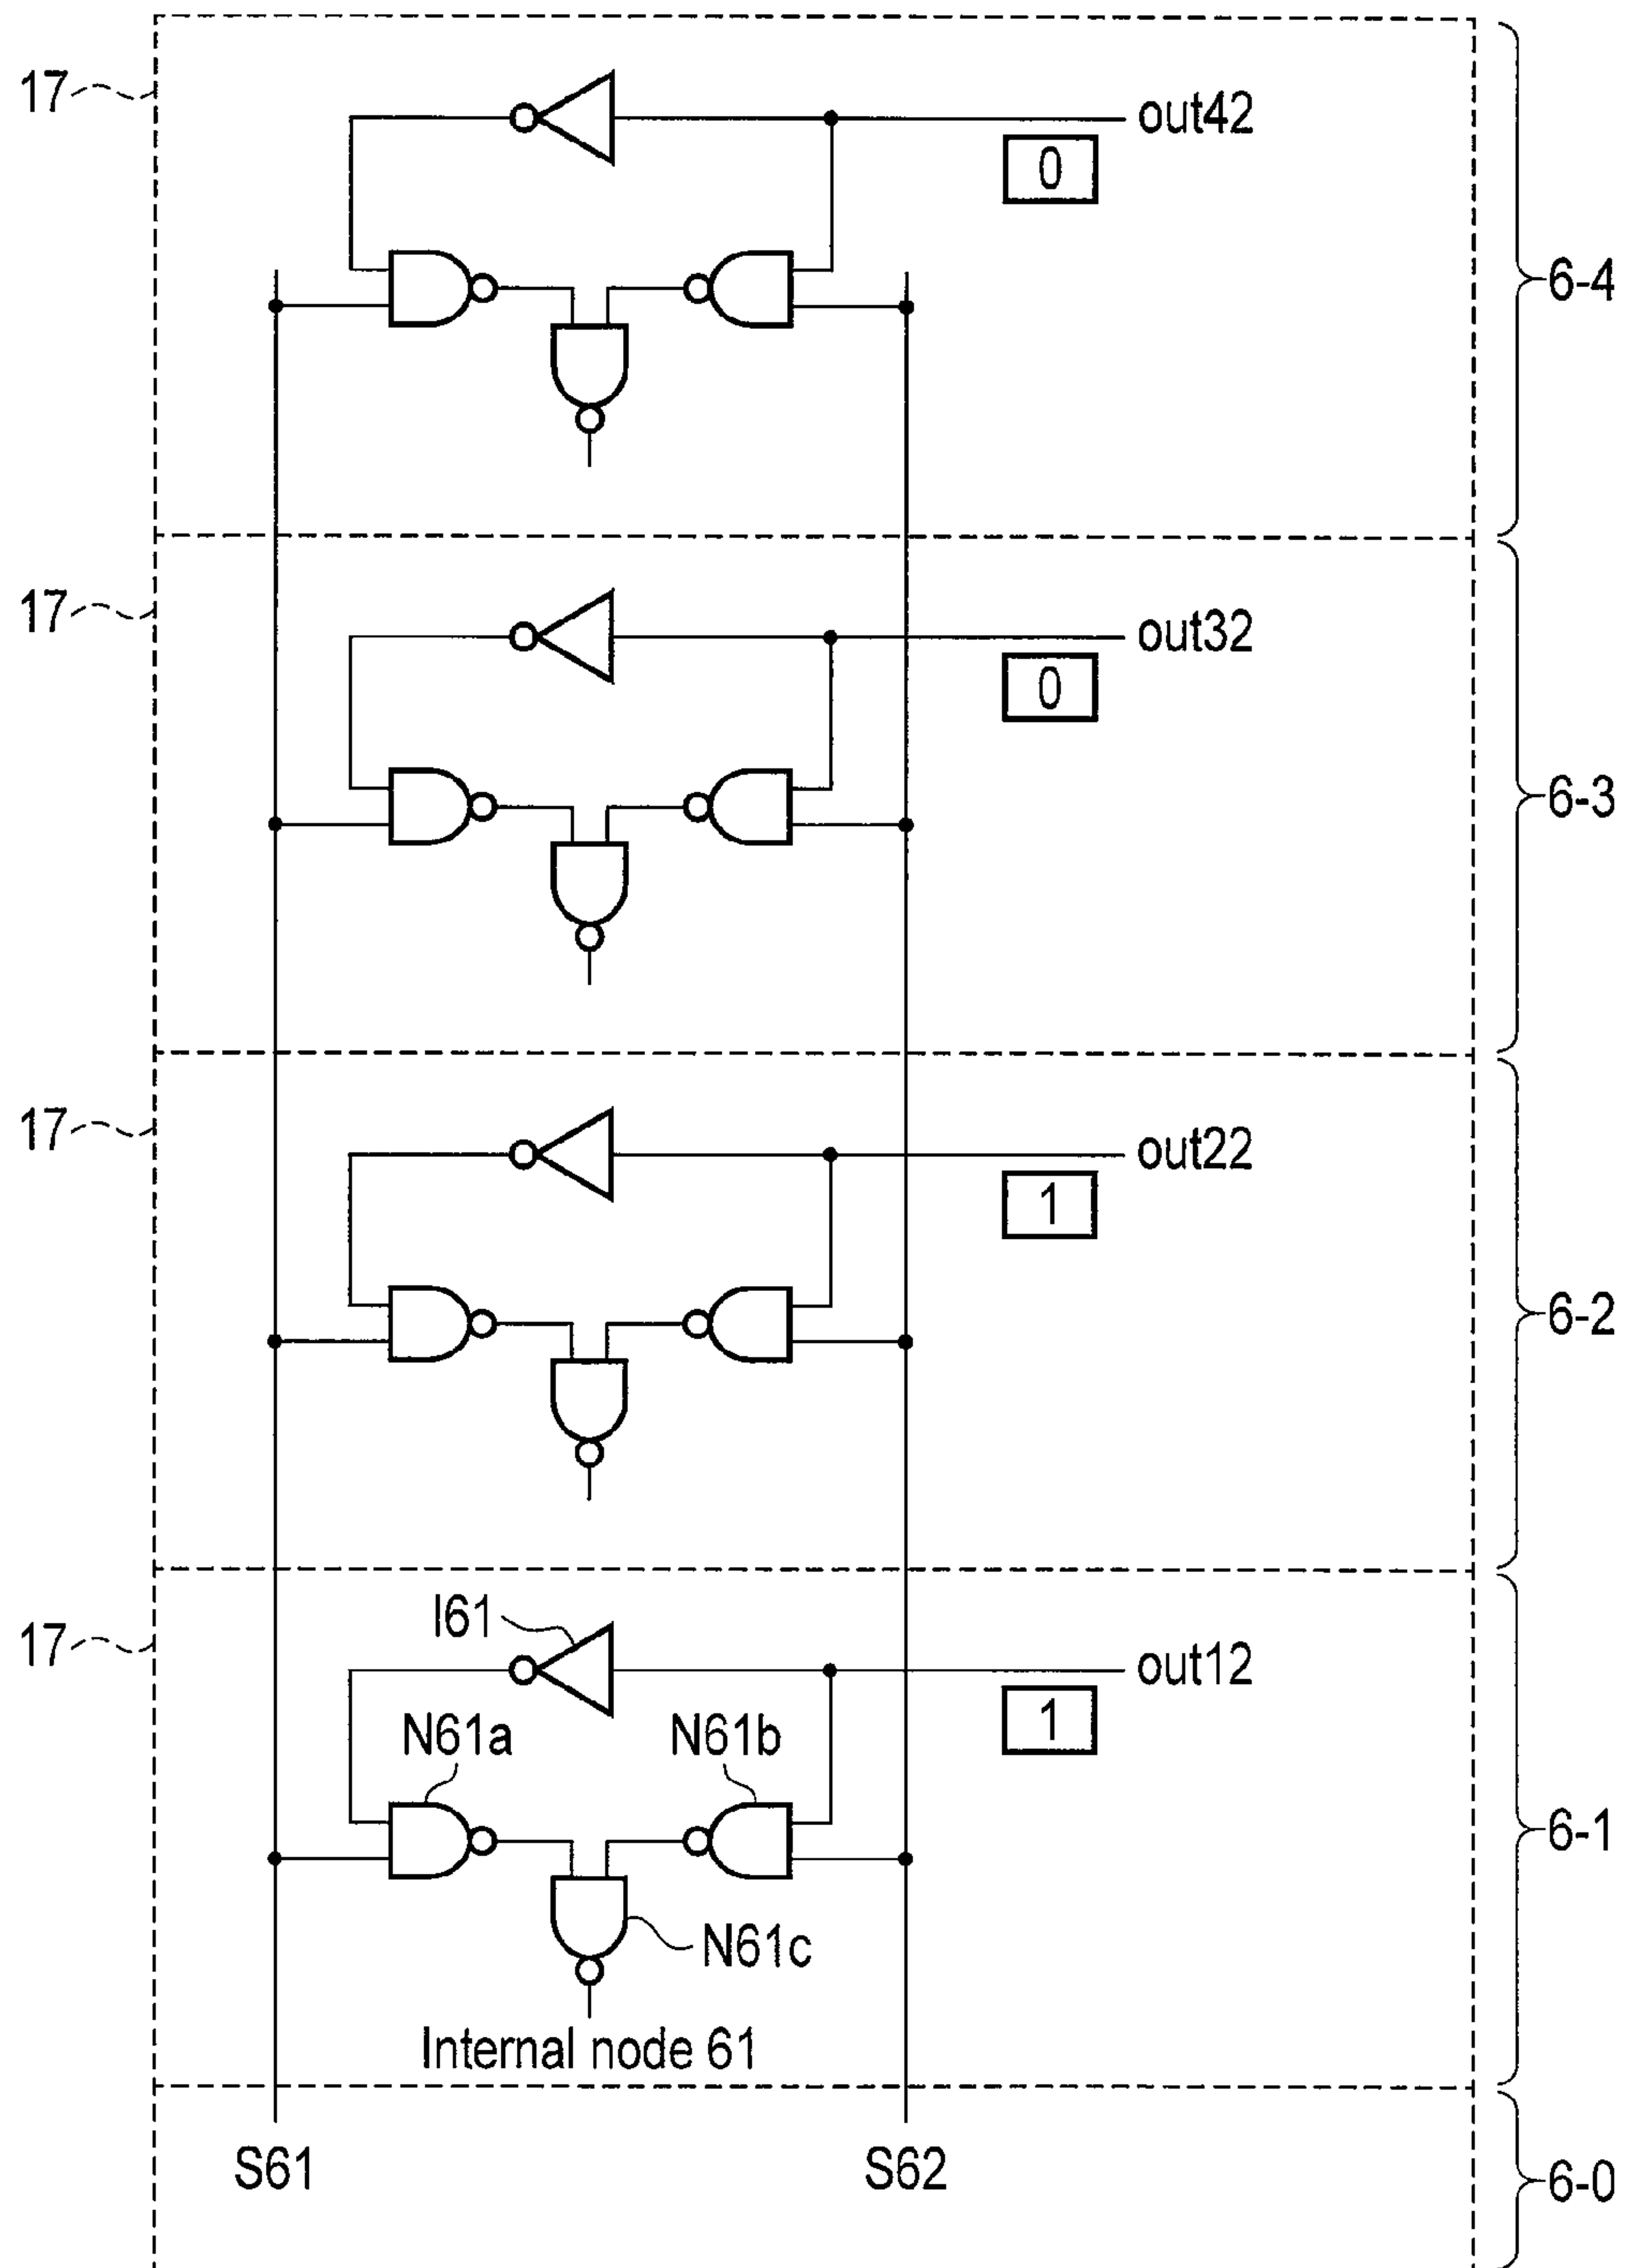 17
out42
0
6-4
17
out32
0
6-3
17
out22
1
6-2
17
I61
out12
1
N61a
N61b
6-1
N61c
Internal node 61
S61
S62
6-0